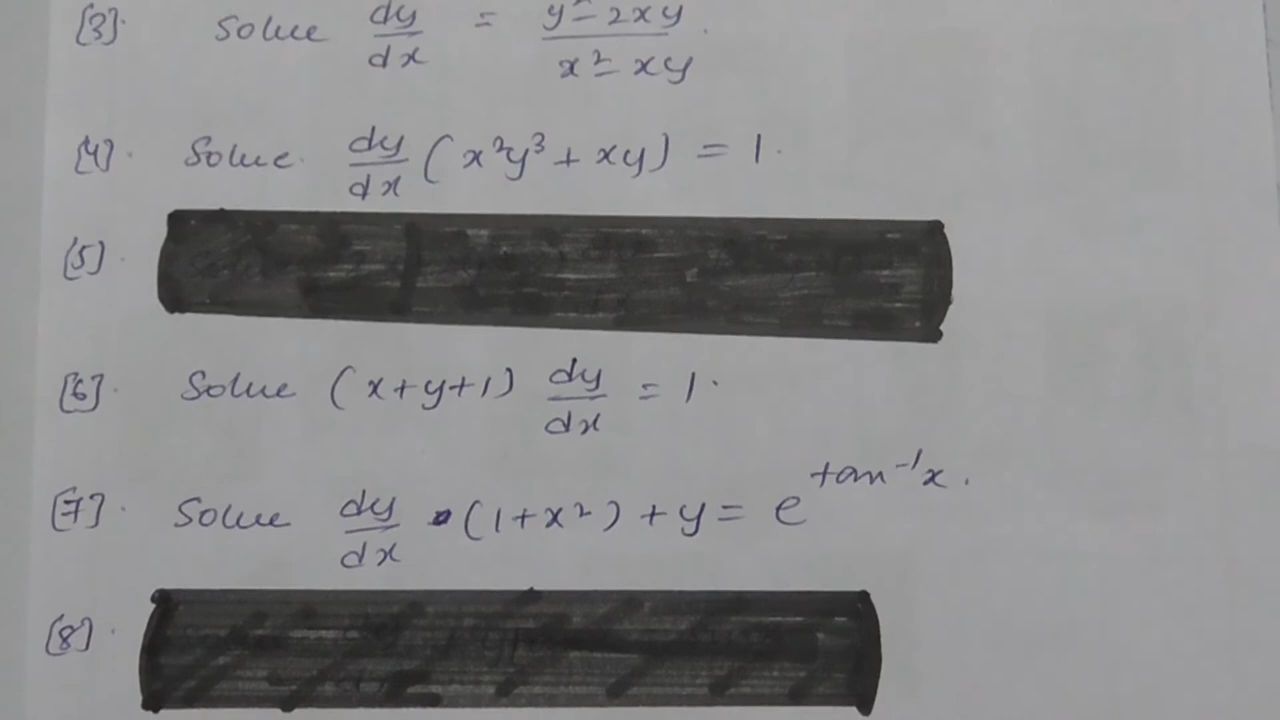 [3]. Solve dy/dx = (y² - 2xy)/(x² - xy).
[4]. Solve. dy/dx (x²y³ + xy) = 1.
[5].
[6]. Solve (x+y+1) dy/dx = 1.
[7]. Solve dy/dx (1+x²) + y = e^(tan⁻¹x).
[8].